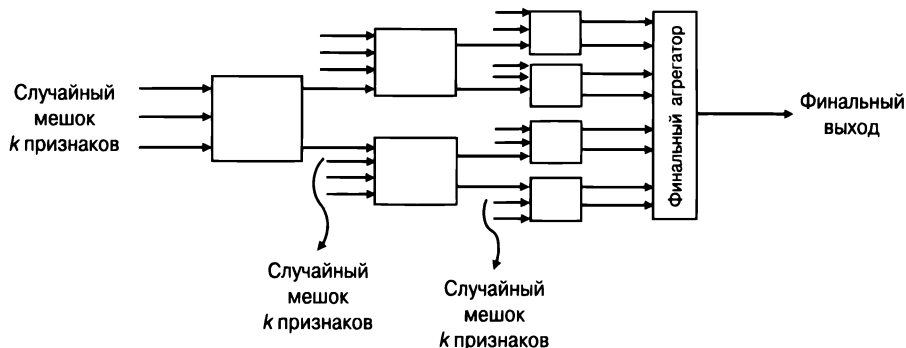 Случайный
мешок
k признаков
Финальный агрегатор
Финальный
выход
Случайный
мешок
k признаков
Случайный
мешок
k признаков